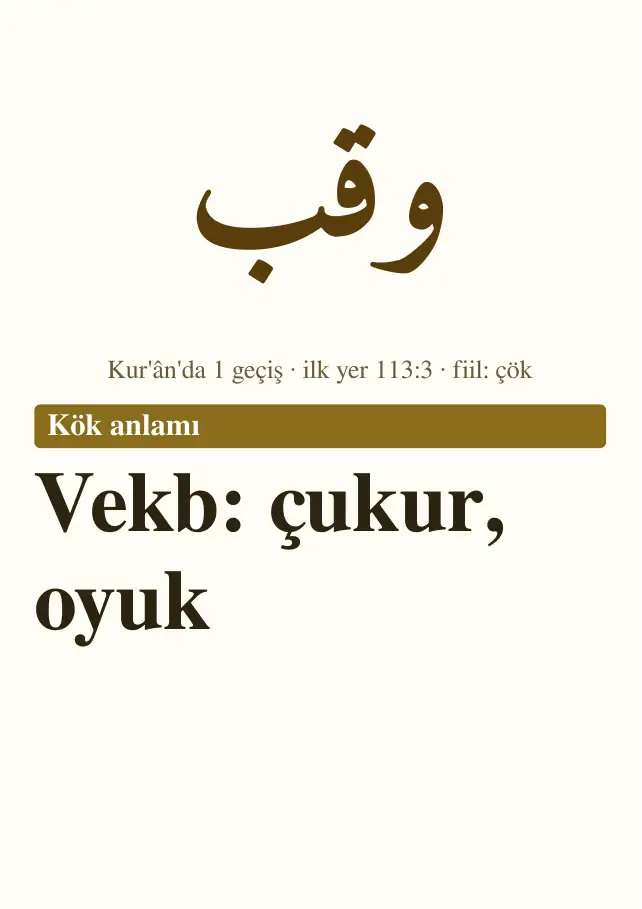 وقب
Kur'ân'da 1 geçiş · ilk yer 113:3 · fiil: çök
Kök anlamı
Vekb: çukur,
oyuk